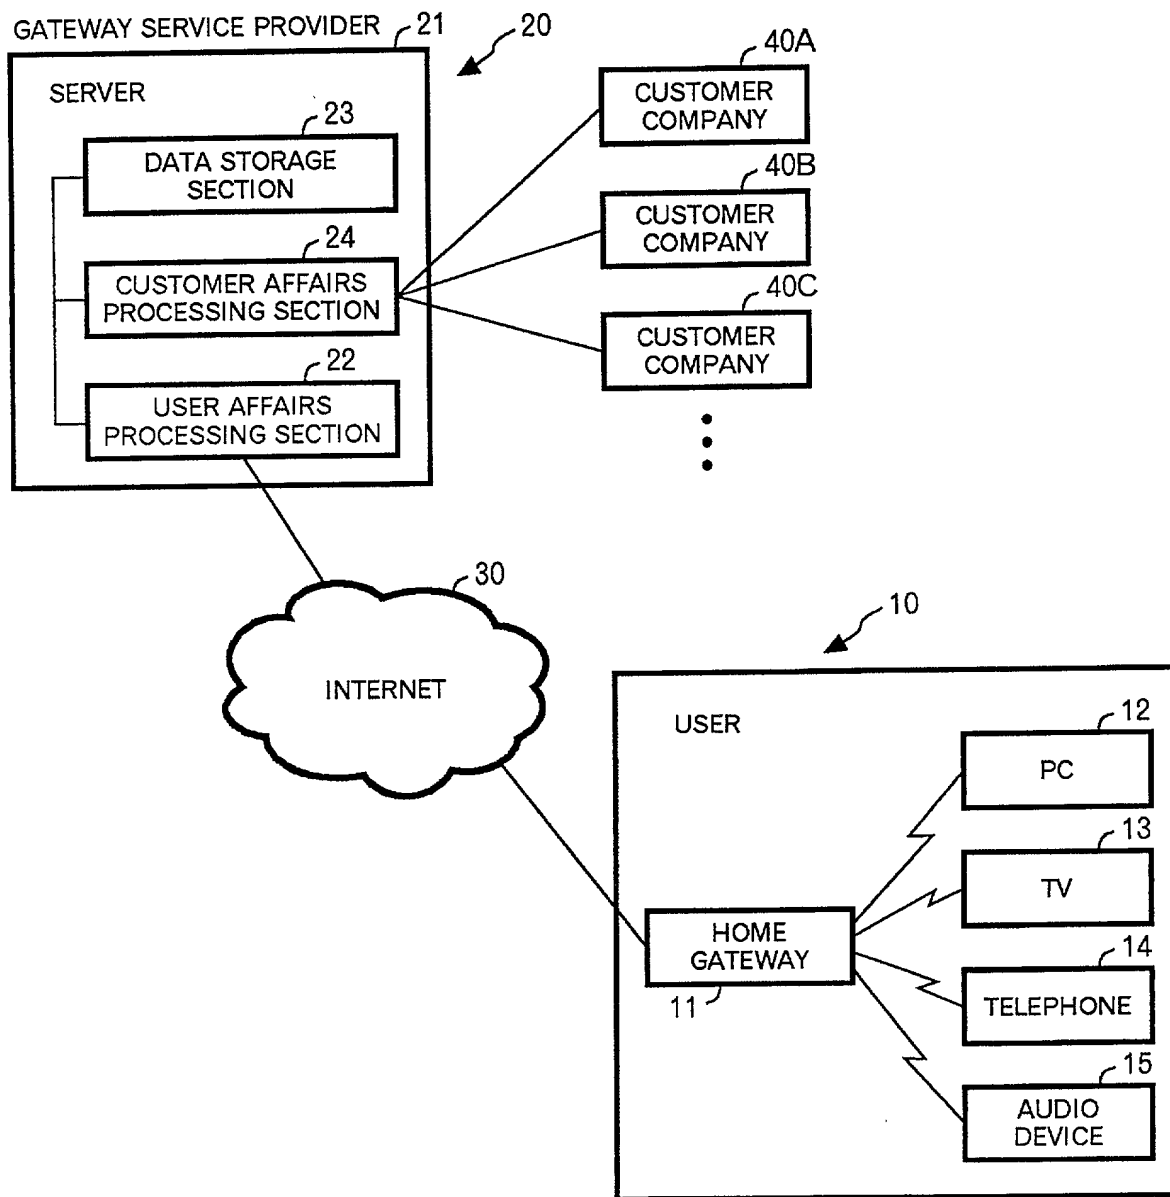 GATEWAY SERVICE PROVIDER
21
20
SERVER
23
DATA STORAGE
SECTION
24
CUSTOMER AFFAIRS
PROCESSING SECTION
22
USER AFFAIRS
PROCESSING SECTION
40A
CUSTOMER
COMPANY
40B
CUSTOMER
COMPANY
40C
CUSTOMER
COMPANY
30
INTERNET
10
USER
12
PC
13
TV
HOME
GATEWAY
11
14
TELEPHONE
15
AUDIO
DEVICE